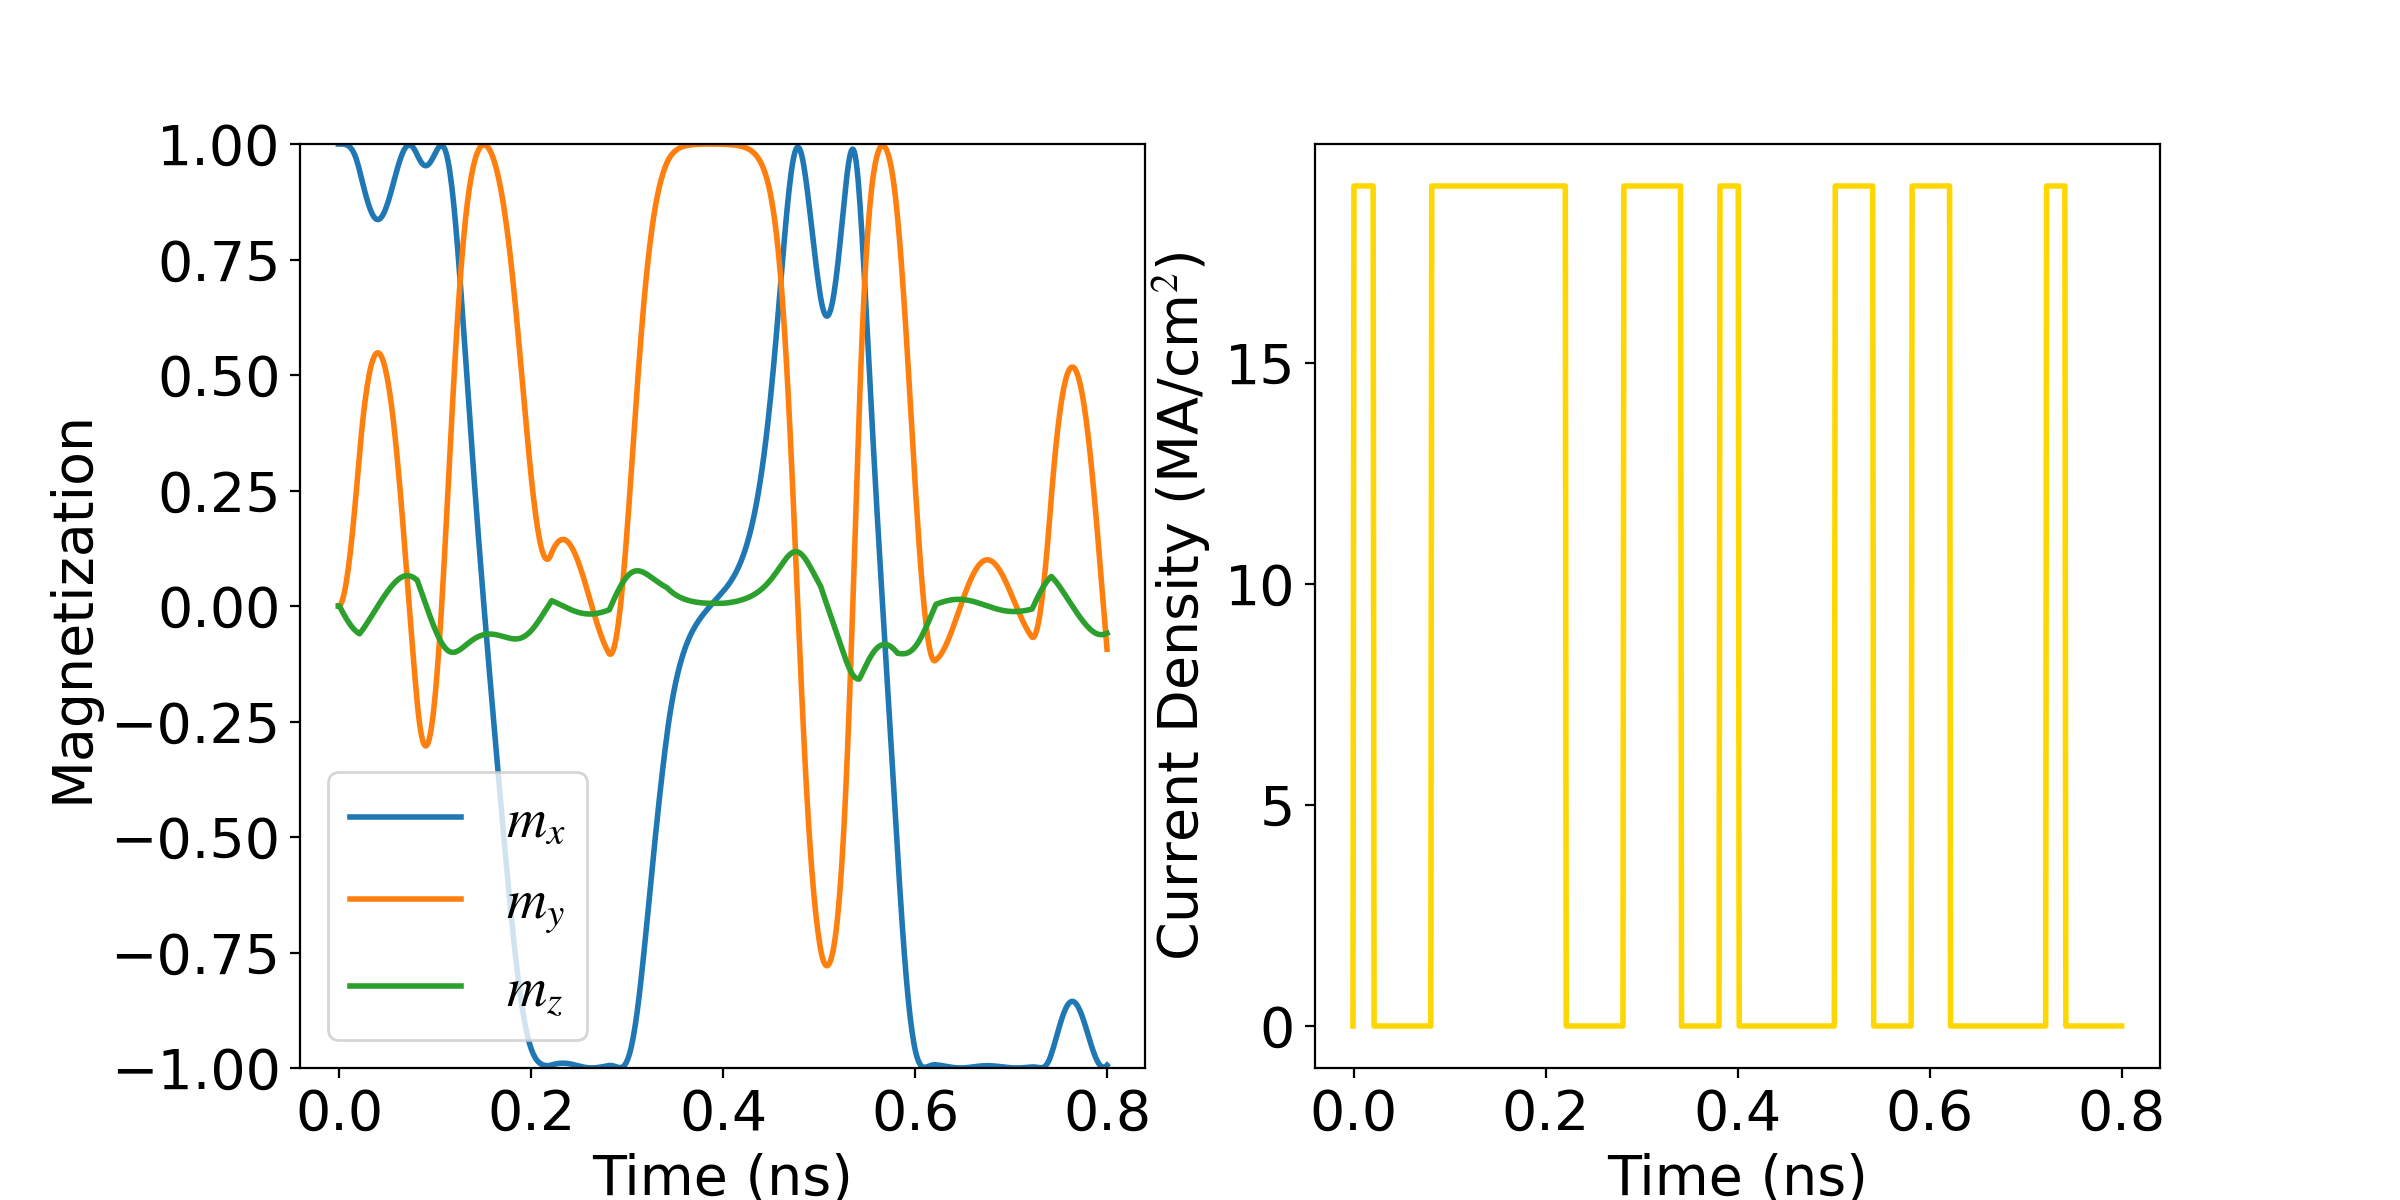 1.00
0.75
0.50
0.25
0.00
−0.25
−0.50
−0.75
−1.00
Magnetization
m_x
m_y
m_z
0.0 0.2 0.4 0.6 0.8
Time (ns)
15
10
5
0
Current Density (MA/cm²)
0.0 0.2 0.4 0.6 0.8
Time (ns)